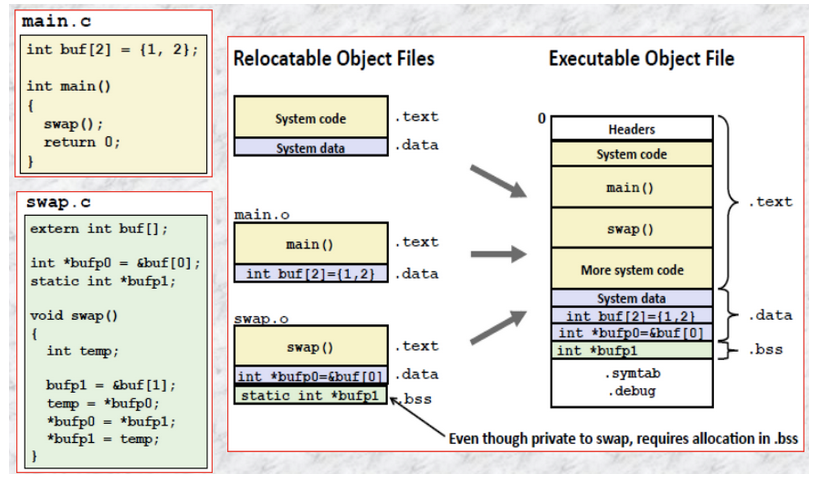 main.c
int buf[2] = {1, 2};
int main()
{
swap();
return 0;
}
swap.c
extern int buf[];
int *bufp0 = &buf[0];
static int *bufp1;
void swap()
{
int temp;
bufp1 = &buf[1];
temp = *bufp0;
*bufp0 = *bufp1;
*bufp1 = temp;
}
Relocatable Object Files
System code
.text
System data
.data
main.o
main()
.text
int buf[2]={1,2}
.data
swap.o
swap()
.text
int *bufp0=&buf[0]
.data
static int *bufp1
.bss
Executable Object File
0
Headers
System code
main()
swap()
More system code
.text
System data
int buf[2]={1,2}
int *bufp0=&buf[0]
.data
int *bufp1
.bss
.symtab
.debug
Even though private to swap, requires allocation in .bss